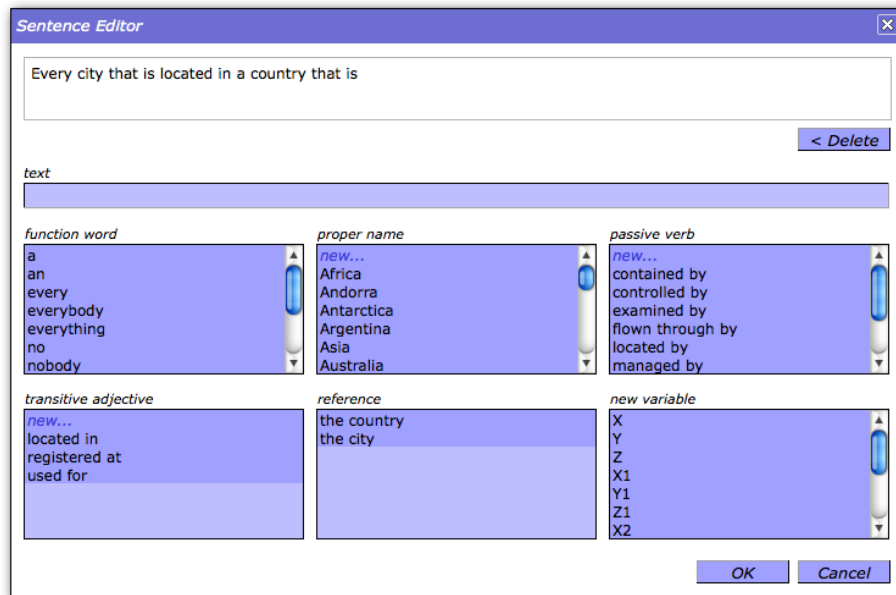 Sentence Editor
Every city that is located in a country that is
< Delete
text
function word
a
an
every
everybody
everything
no
nobody
proper name
new...
Africa
Andorra
Antarctica
Argentina
Asia
Australia
passive verb
new...
contained by
controlled by
examined by
flown through by
located by
managed by
transitive adjective
new...
located in
registered at
used for
reference
the country
the city
new variable
X
Y
Z
X1
Y1
Z1
X2
OK
Cancel